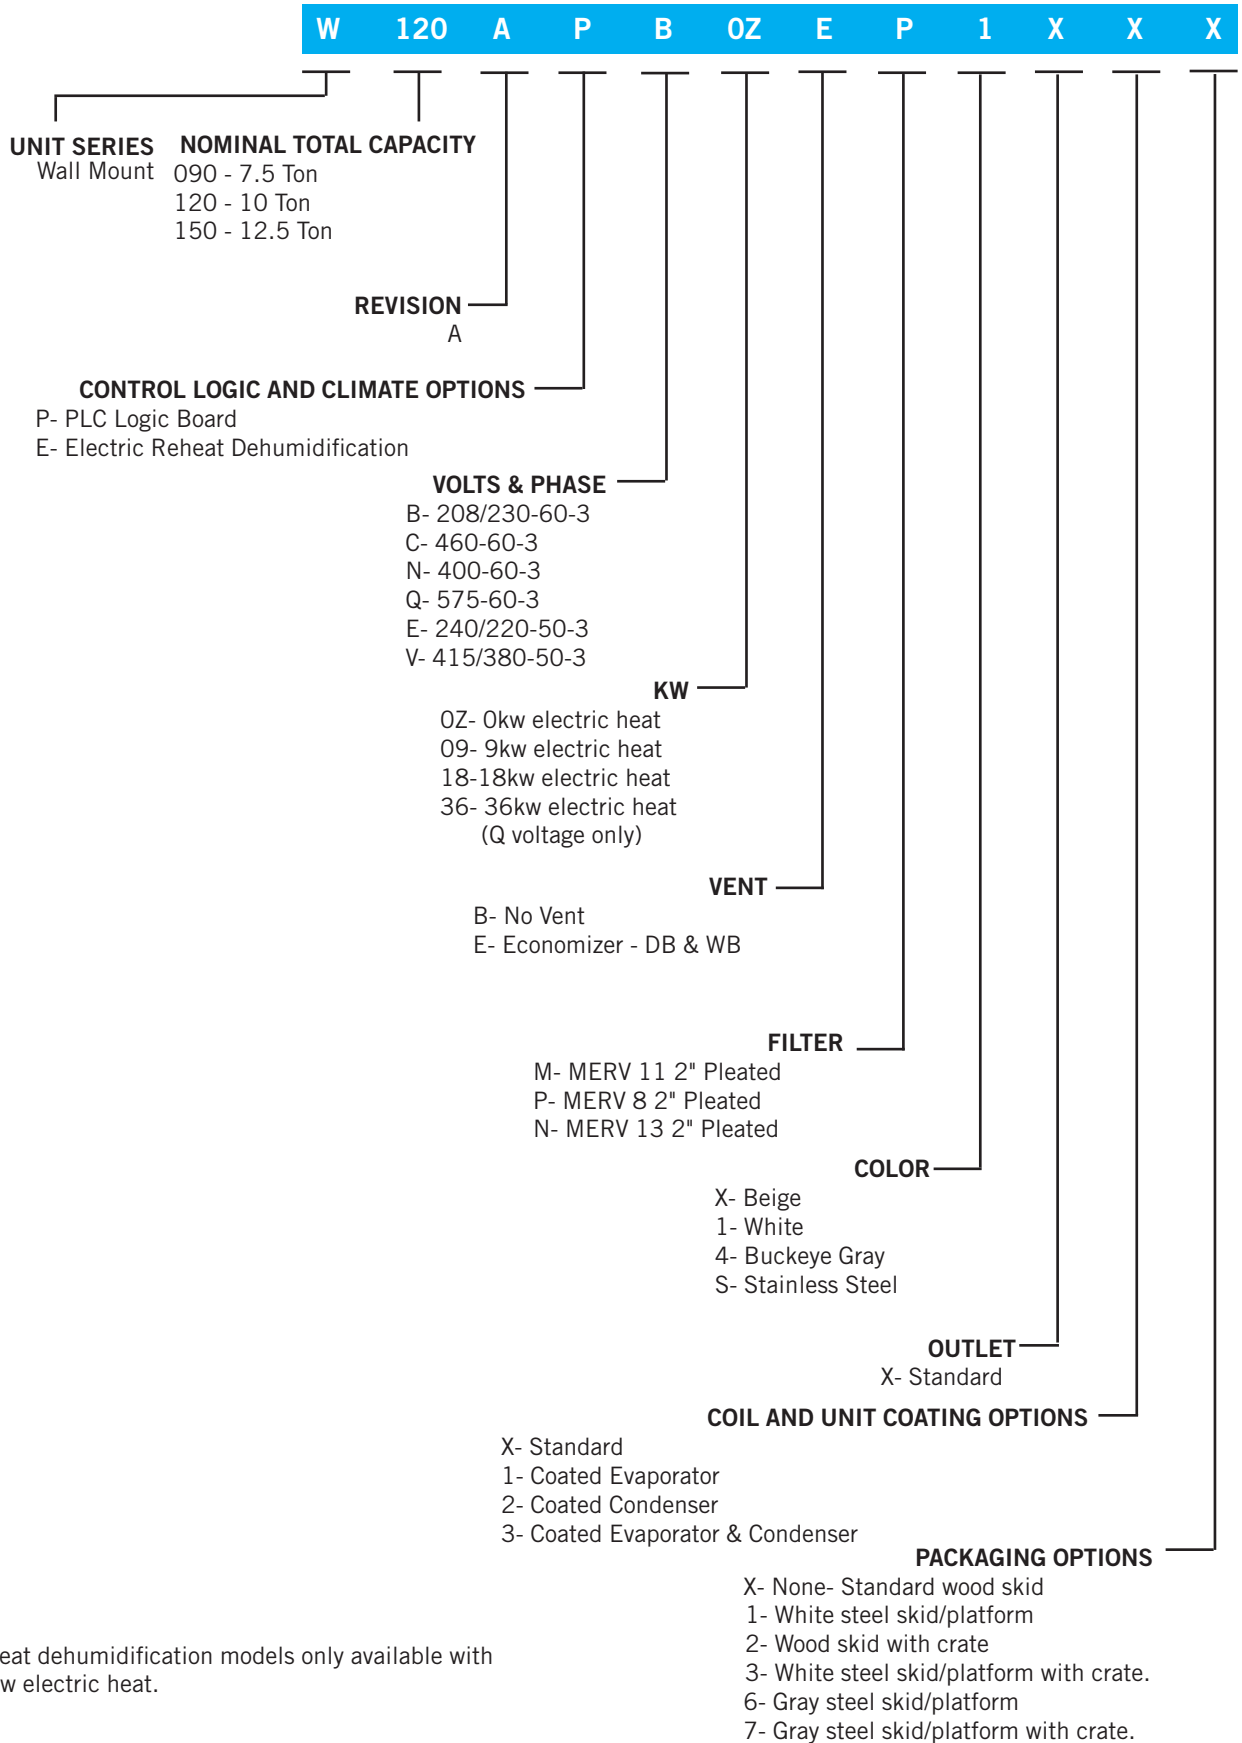 W 120 A P B 0Z E P 1 X X X
UNIT SERIES
Wall Mount
NOMINAL TOTAL CAPACITY
090 - 7.5 Ton
120 - 10 Ton
150 - 12.5 Ton
REVISION
A
CONTROL LOGIC AND CLIMATE OPTIONS
P- PLC Logic Board
E- Electric Reheat Dehumidification
VOLTS & PHASE
B- 208/230-60-3
C- 460-60-3
N- 400-60-3
Q- 575-60-3
E- 240/220-50-3
V- 415/380-50-3
KW
0Z- 0kw electric heat
09- 9kw electric heat
18-18kw electric heat
36- 36kw electric heat
(Q voltage only)
VENT
B- No Vent
E- Economizer - DB & WB
FILTER
M- MERV 11 2" Pleated
P- MERV 8 2" Pleated
N- MERV 13 2" Pleated
COLOR
X- Beige
1- White
4- Buckeye Gray
S- Stainless Steel
OUTLET
X- Standard
COIL AND UNIT COATING OPTIONS
X- Standard
1- Coated Evaporator
2- Coated Condenser
3- Coated Evaporator & Condenser
PACKAGING OPTIONS
X- None- Standard wood skid
1- White steel skid/platform
2- Wood skid with crate
3- White steel skid/platform with crate.
6- Gray steel skid/platform
7- Gray steel skid/platform with crate.
eat dehumidification models only available with
w electric heat.